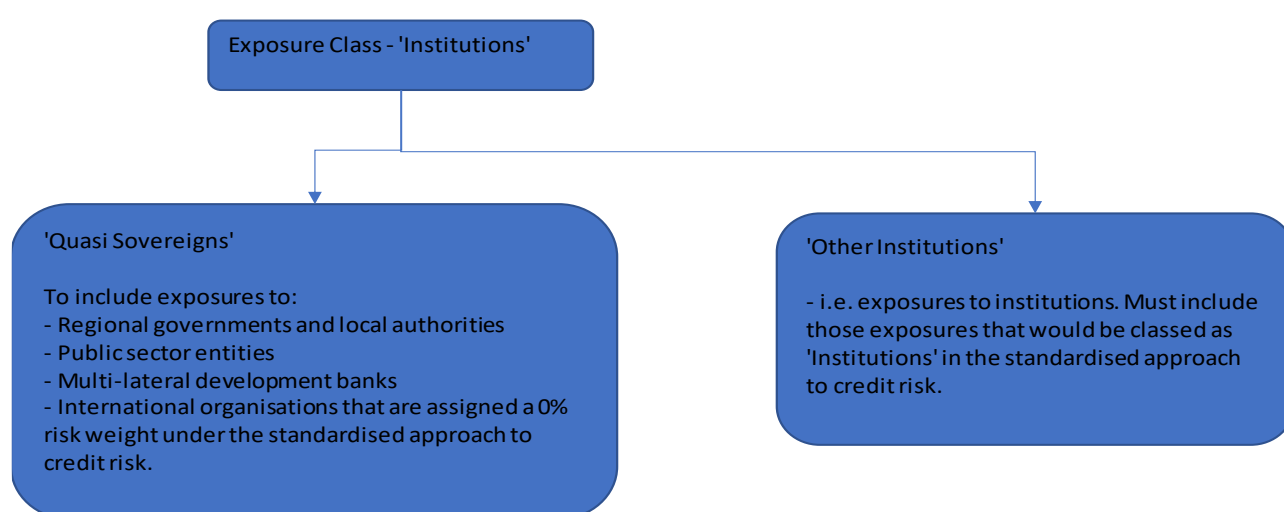 Exposure Class - 'Institutions'
'Quasi Sovereigns'
To include exposures to:
- Regional governments and local authorities
- Public sector entities
- Multi-lateral development banks
- International organisations that are assigned a 0%
risk weight under the standardised approach to
credit risk.
'Other Institutions'
- i.e. exposures to institutions. Must include
those exposures that would be classed as
'Institutions' in the standardised approach
to credit risk.